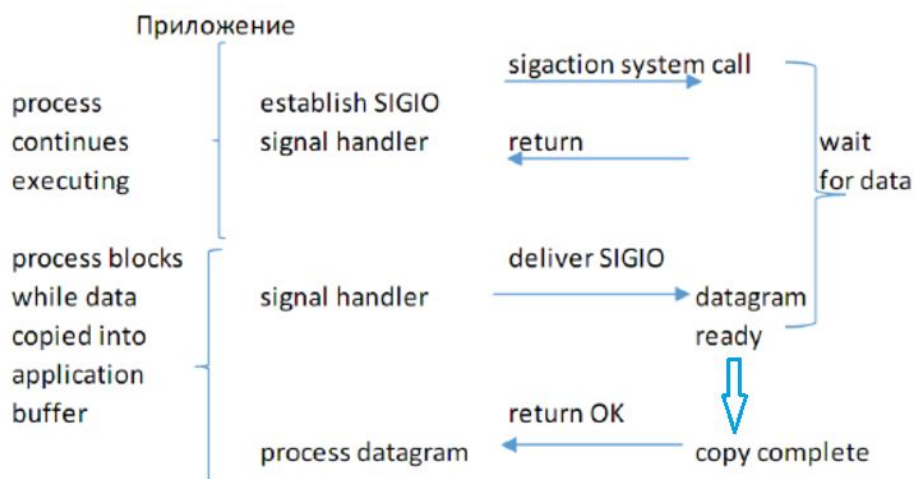 Приложение
sigaction system call
process
continues
executing
establish SIGIO
signal handler
return
wait
for data
process blocks
while data
copied into
application
buffer
deliver SIGIO
signal handler
datagram
ready
return OK
process datagram
copy complete